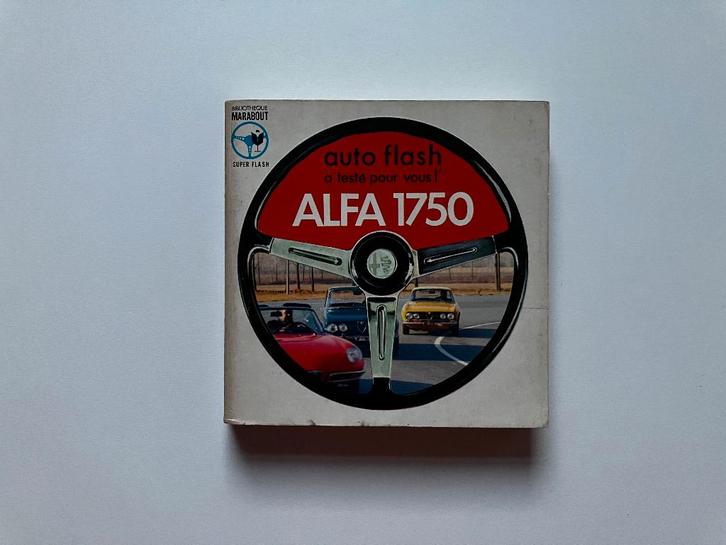 BIBLIOTHEQUE
MARABOUT
SUPER FLASH
auto flash
a testé pour vous l'
ALFA 1750